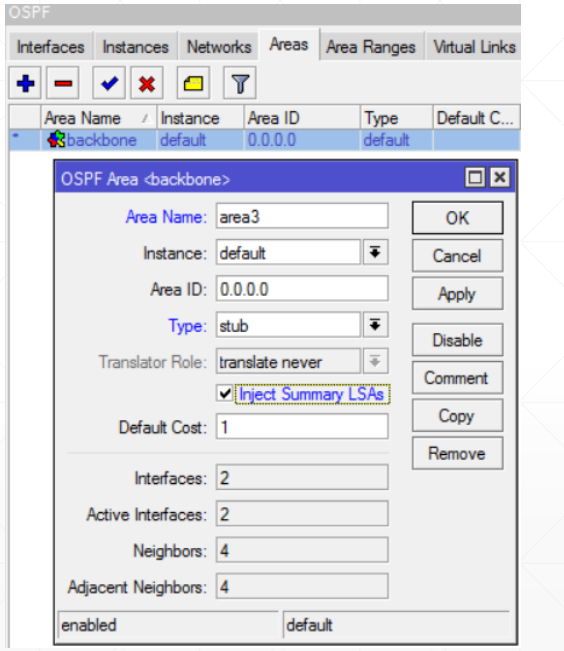 OSPF
Interfaces Instances Networks Areas Area Ranges Virtual Links
Area Name Instance Area ID Type Default C...
* backbone default 0.0.0.0 default
OSPF Area <backbone>
Area Name: area3
Instance: default
Area ID: 0.0.0.0
Type: stub
Translator Role: translate never
Inject Summary LSAs
Default Cost: 1
Interfaces: 2
Active Interfaces: 2
Neighbors: 4
Adjacent Neighbors: 4
enabled default
OK
Cancel
Apply
Disable
Comment
Copy
Remove